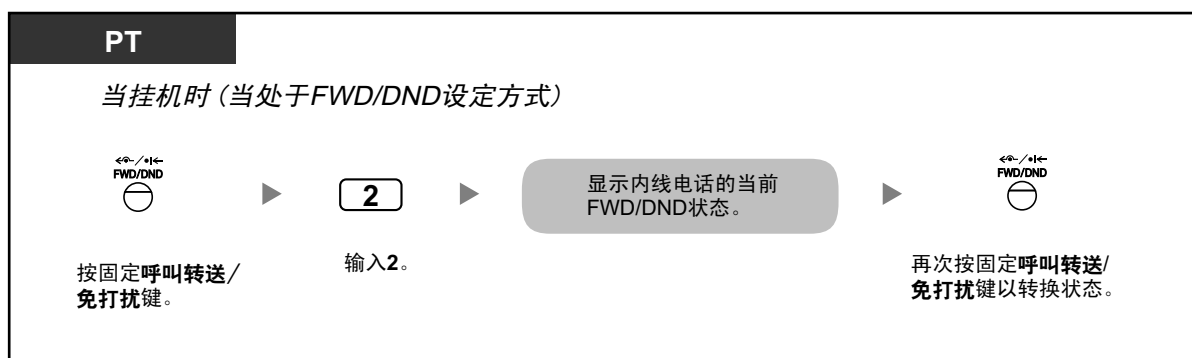 PT
当挂机时（当处于FWD/DND设定方式）
FWD/DND
2
显示内线电话的当前
FWD/DND状态。
FWD/DND
按固定呼叫转送/
免打扰键。
输入2。
再次按固定呼叫转送/
免打扰键以转换状态。